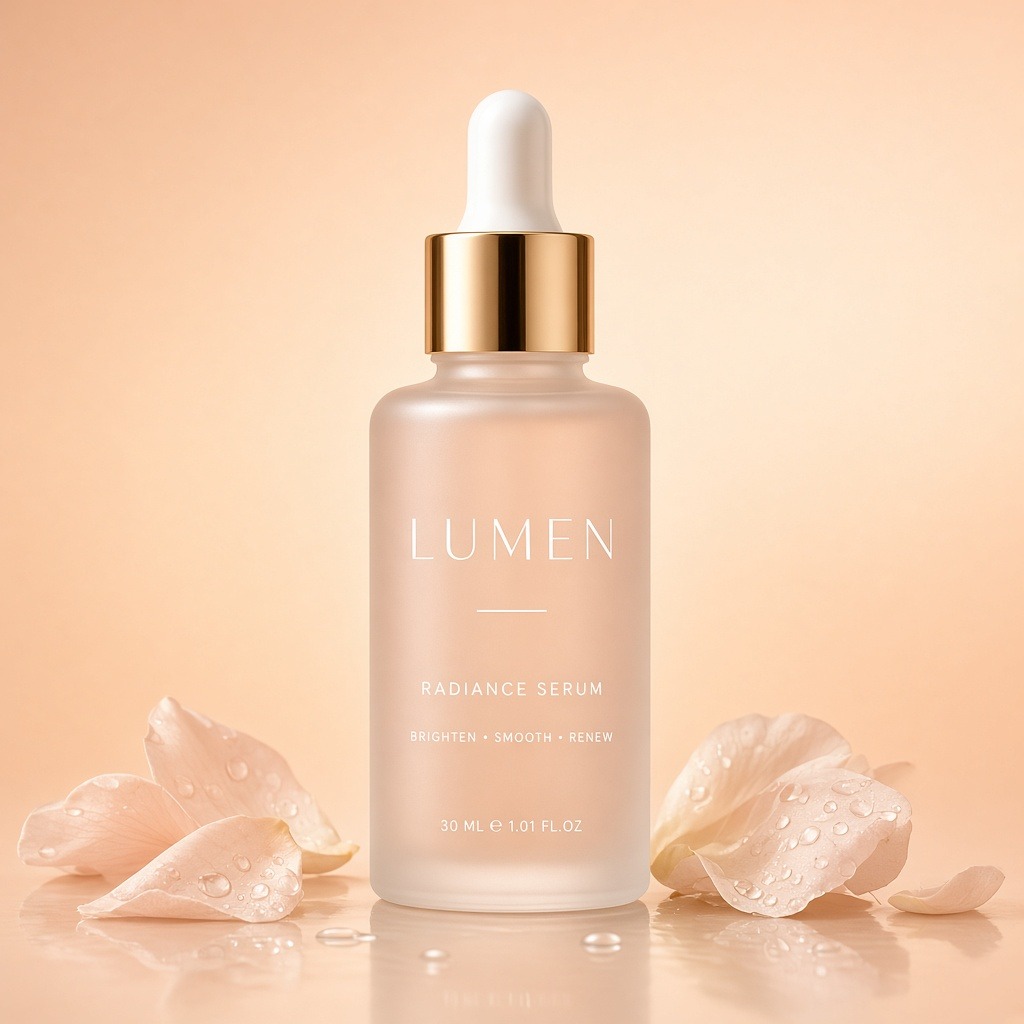 LUMEN
RADIANCE SERUM
BRIGHTEN • SMOOTH • RENEW
30 ML ℮ 1.01 FL.OZ